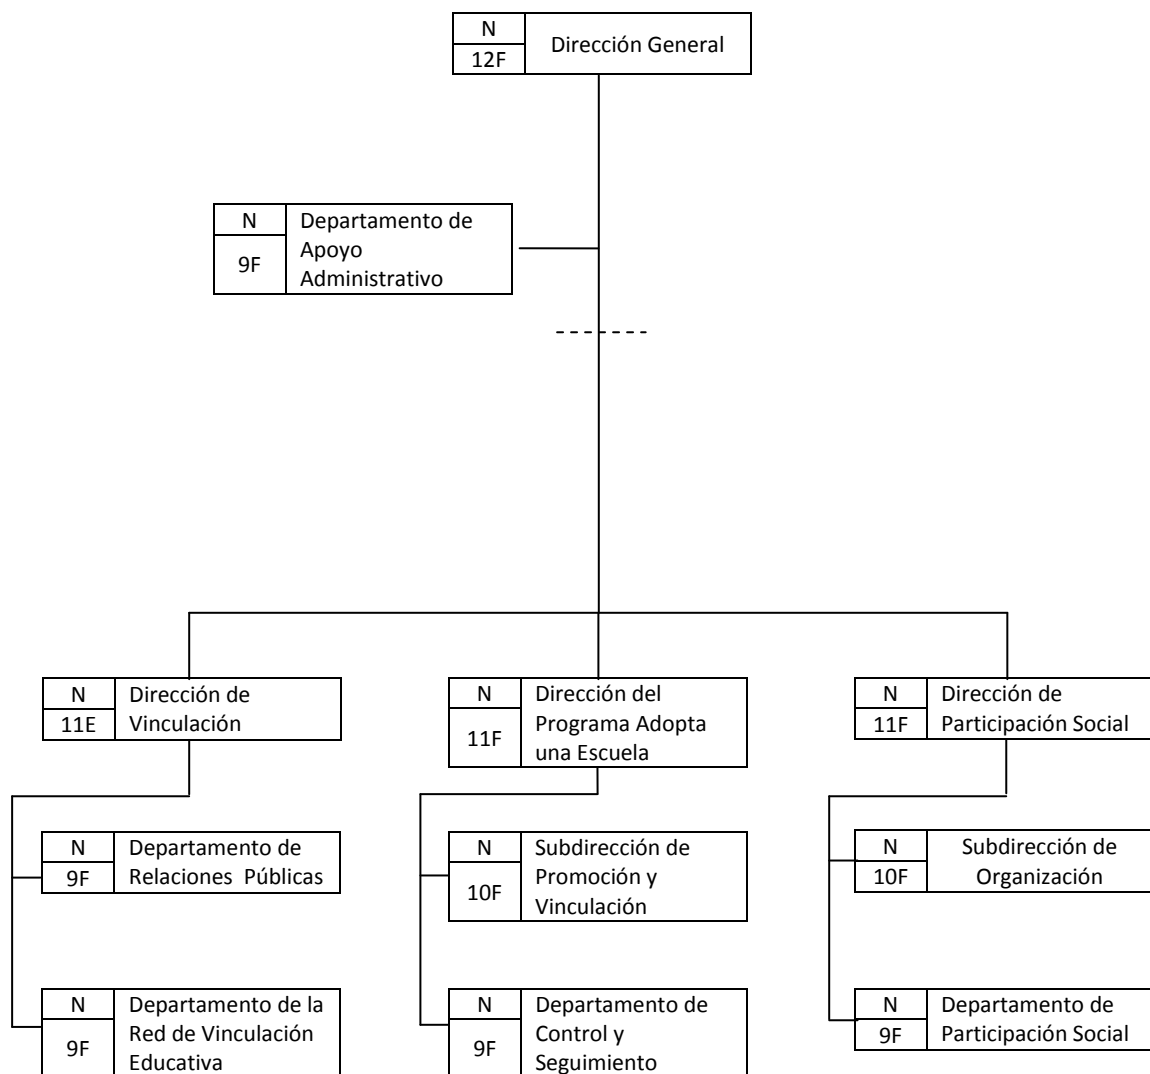 N
12F
Dirección General
N
9F
Departamento de
Apoyo
Administrativo
N
11E
Dirección de
Vinculación
N
11F
Dirección del
Programa Adopta
una Escuela
N
11F
Dirección de
Participación Social
N
9F
Departamento de
Relaciones Públicas
N
10F
Subdirección de
Promoción y
Vinculación
N
10F
Subdirección de
Organización
N
9F
Departamento de la
Red de Vinculación
Educativa
N
9F
Departamento de
Control y
Seguimiento
N
9F
Departamento de
Participación Social